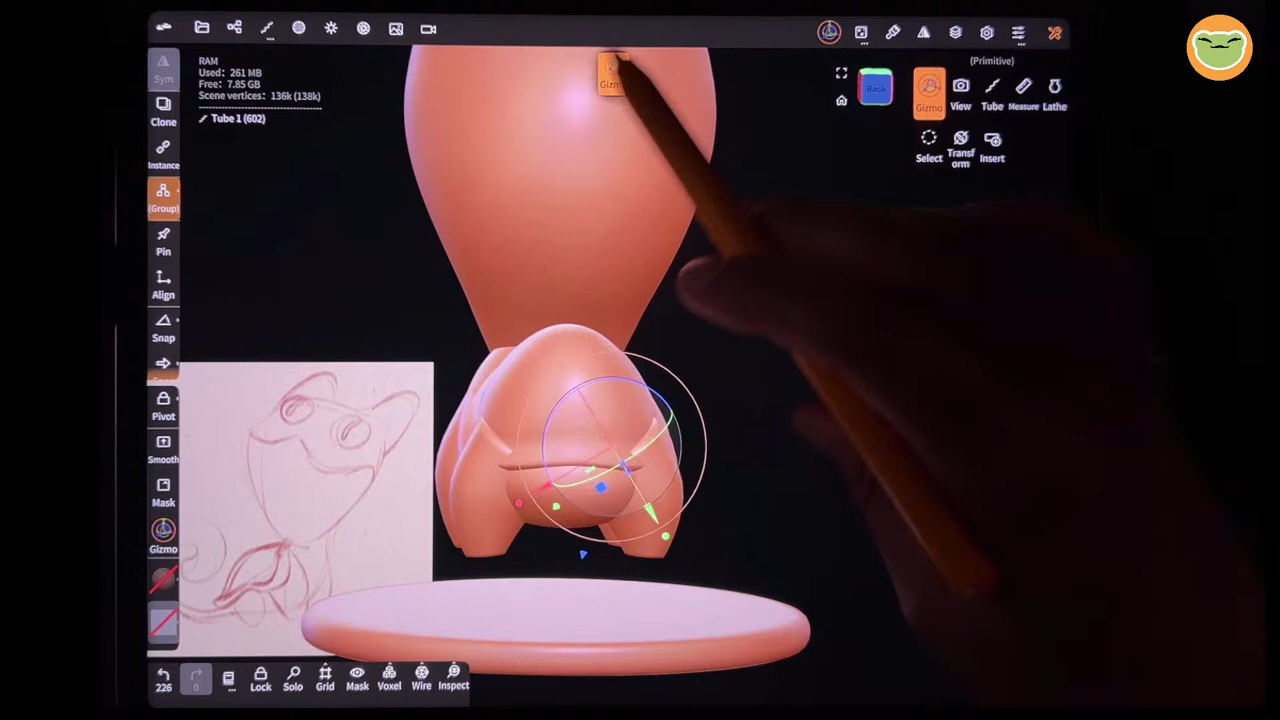 RAM
Used: 261 MB
Free: 7.85 GB
Scene vertices: 136k (138k)
Tube 1 (602)
Sym
Clone
Instance
(Group)
Pin
Align
Snap
Pivot
Smooth
Mask
Gizmo
226
0
Lock
Solo
Grid
Mask
Voxel
Wire
Inspect
Back
(Primitive)
Gizmo
View
Tube
Measure
Lathe
Select
Transf
orm
Insert